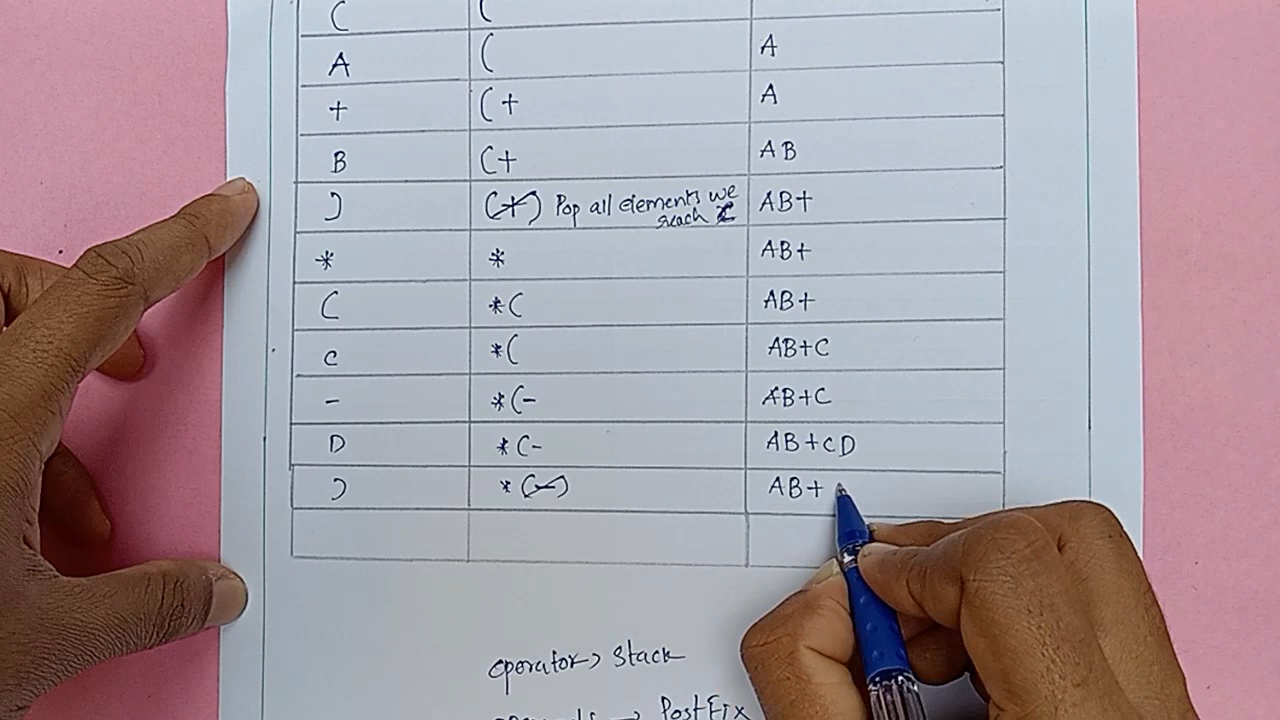 ( (
A ( A
+ (+ A
B (+ AB
) (+) Pop all elements we AB+
reach (
* * AB+
( *( AB+
c *( AB+C
- *(- AB+C
D *(- AB+CD
) *(-) AB+
operator → Stack
→ PostFix